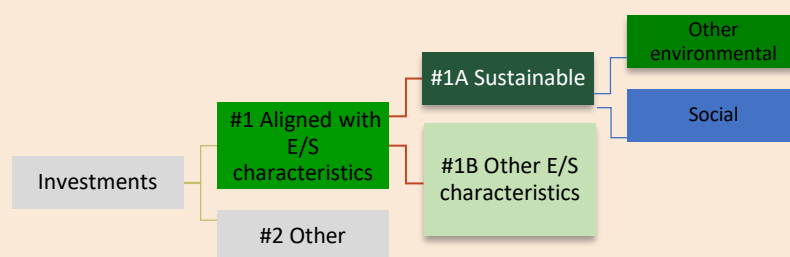 Other
environmental
#1A Sustainable
Social
#1 Aligned with
E/S
characteristics
#1B Other E/S
characteristics
Investments
#2 Other